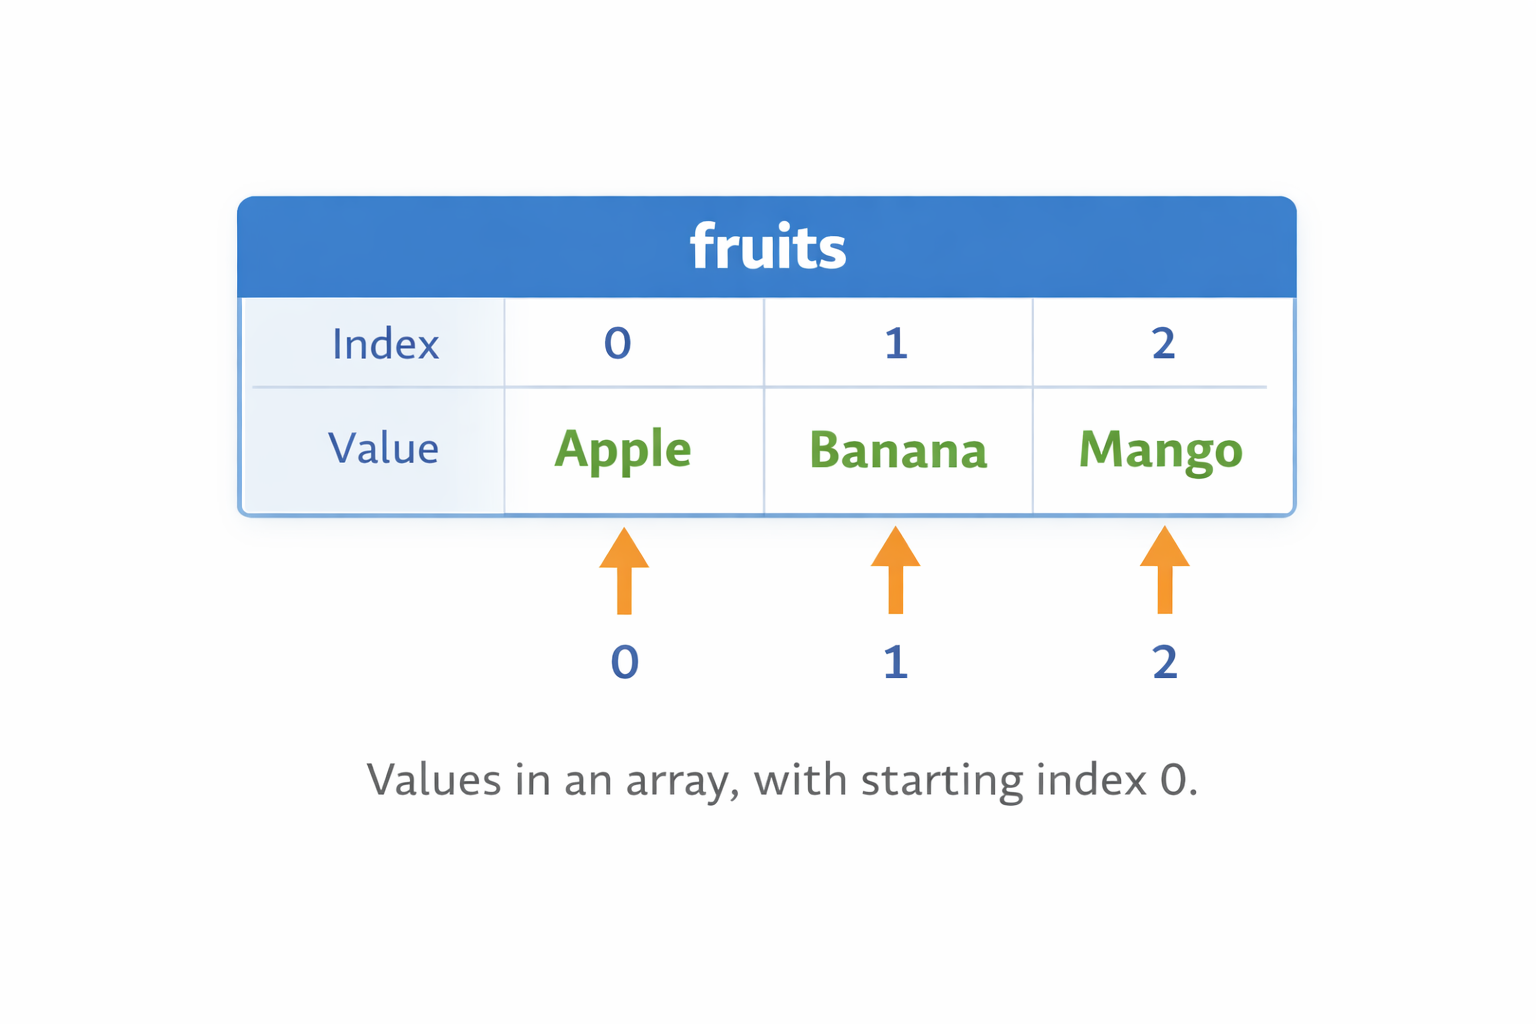 fruits
Index 0 1 2
Value Apple Banana Mango
0 1 2
Values in an array, with starting index 0.